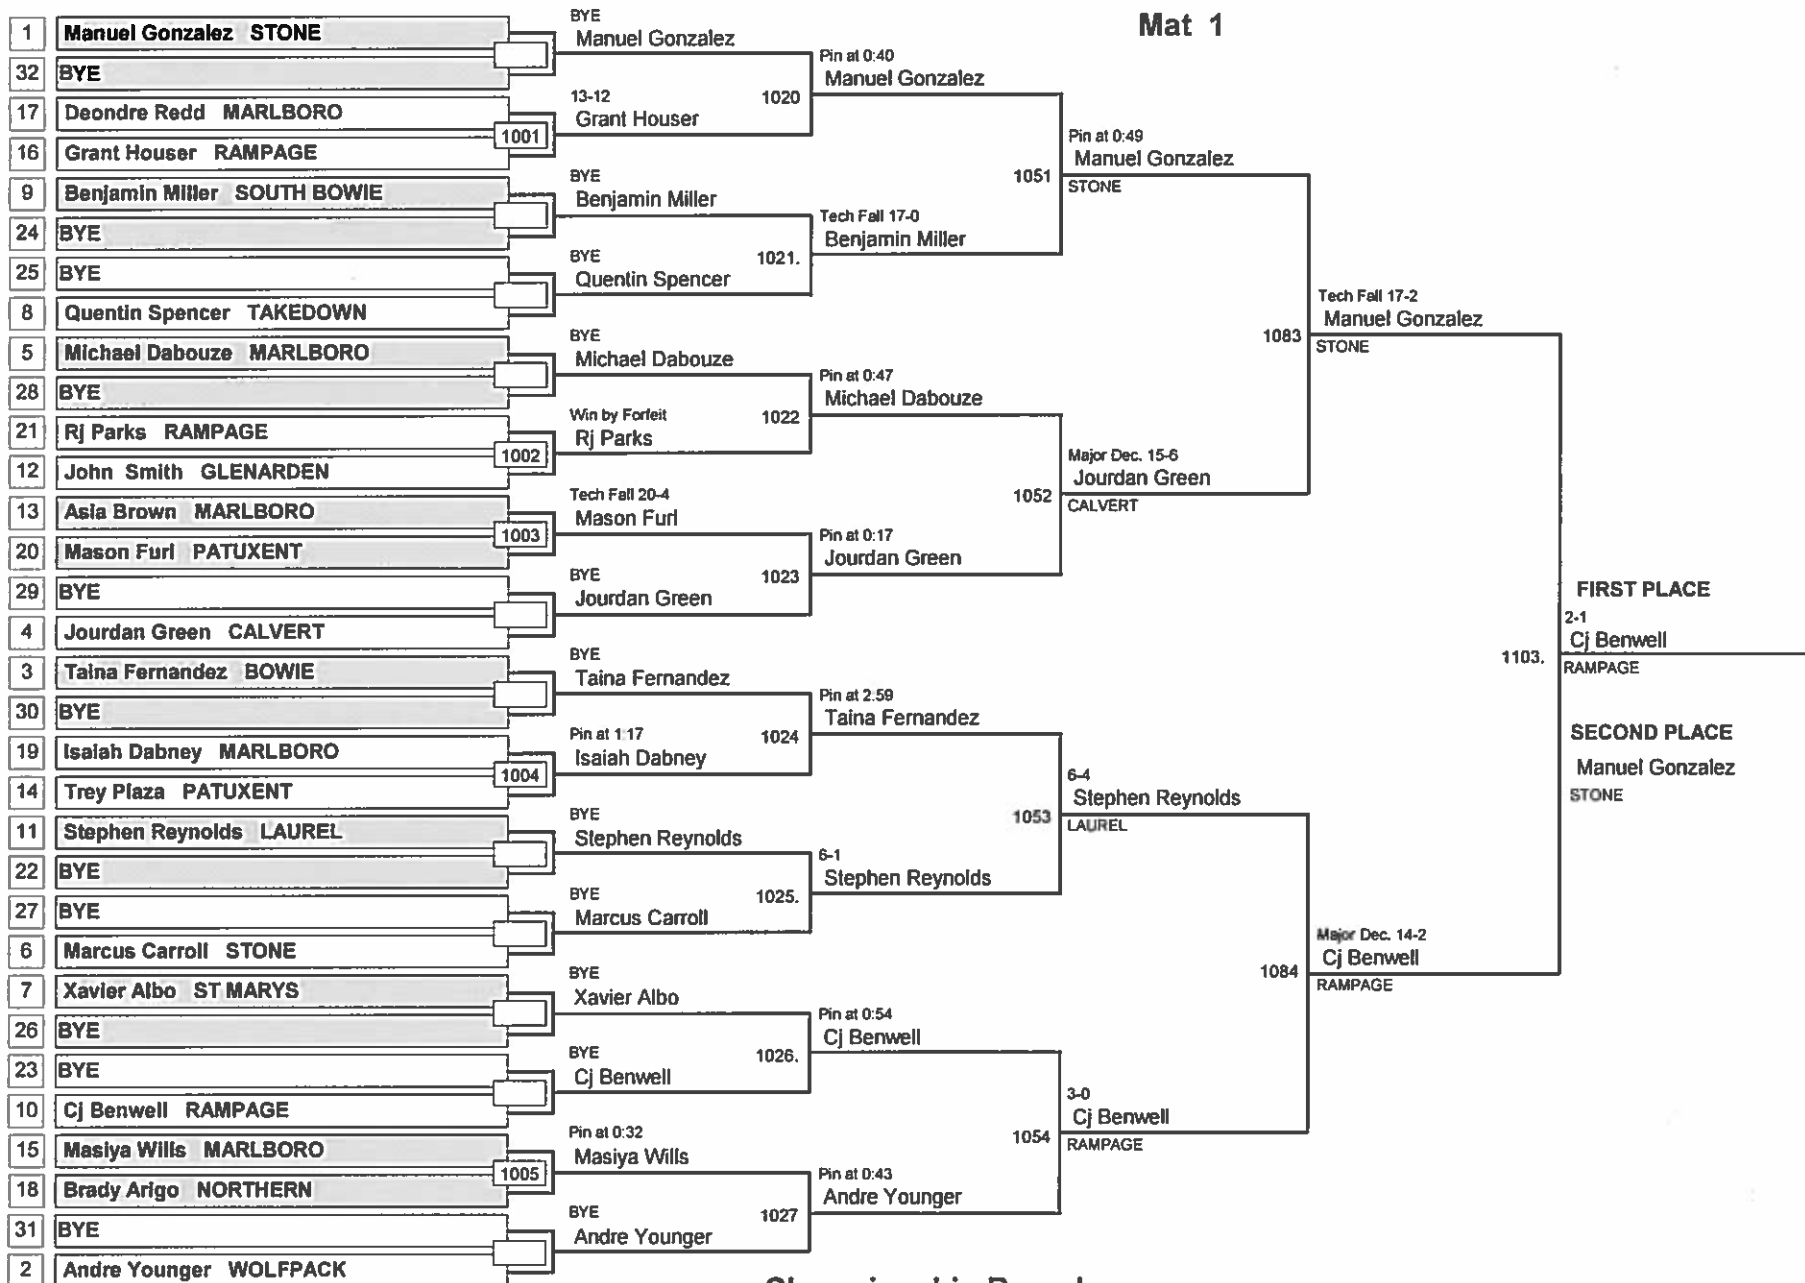 Mat 1
1 Manuel Gonzalez STONE
32 BYE
17 Deondre Redd MARLBORO
1001
16 Grant Houser RAMPAGE
9 Benjamin Miller SOUTH BOWIE
24 BYE
25 BYE
8 Quentin Spencer TAKEDOWN
5 Michael Dabouze MARLBORO
28 BYE
21 Rj Parks RAMPAGE
1002
12 John Smith GLENARDEN
13 Asia Brown MARLBORO
1003
20 Mason Furl PATUXENT
29 BYE
4 Jourdan Green CALVERT
3 Taina Fernandez BOWIE
30 BYE
19 Isaiah Dabney MARLBORO
1004
14 Trey Plaza PATUXENT
11 Stephen Reynolds LAUREL
22 BYE
27 BYE
6 Marcus Carroll STONE
7 Xavier Albo ST MARYS
26 BYE
23 BYE
10 Cj Benwell RAMPAGE
15 Masiya Wills MARLBORO
1005
18 Brady Arigo NORTHERN
31 BYE
2 Andre Younger WOLFPACK
BYE
Manuel Gonzalez
13-12
Grant Houser
1020
BYE
Benjamin Miller
BYE
Quentin Spencer
1021.
BYE
Michael Dabouze
Win by Forfeit
Rj Parks
1022
Tech Fall 20-4
Mason Furl
BYE
Jourdan Green
1023
BYE
Taina Fernandez
Pin at 1:17
Isaiah Dabney
1024
BYE
Stephen Reynolds
BYE
Marcus Carroll
1025.
BYE
Xavier Albo
BYE
Cj Benwell
1026.
Pin at 0:32
Masiya Wills
BYE
Andre Younger
1027
Pin at 0:40
Manuel Gonzalez
Tech Fall 17-0
Benjamin Miller
1051
Pin at 0:47
Michael Dabouze
Pin at 0:17
Jourdan Green
1052
Pin at 2:59
Taina Fernandez
6-1
Stephen Reynolds
1053
Pin at 0:54
Cj Benwell
Pin at 0:43
Andre Younger
1054
Pin at 0:49
Manuel Gonzalez
STONE
Major Dec. 15-6
Jourdan Green
CALVERT
1083
6-4
Stephen Reynolds
LAUREL
3-0
Cj Benwell
RAMPAGE
1084
Tech Fall 17-2
Manuel Gonzalez
STONE
Major Dec. 14-2
Cj Benwell
RAMPAGE
1103.
FIRST PLACE
2-1
Cj Benwell
RAMPAGE
SECOND PLACE
Manuel Gonzalez
STONE